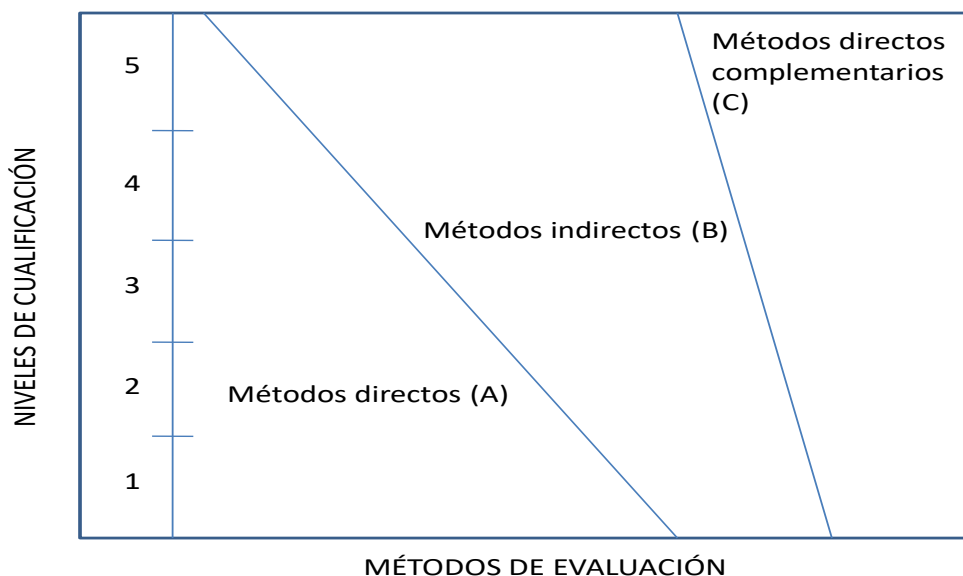 NIVELES DE CUALIFICACIÓN
5
4
3
2
1
Métodos directos
complementarios
(C)
Métodos indirectos (B)
Métodos directos (A)
MÉTODOS DE EVALUACIÓN